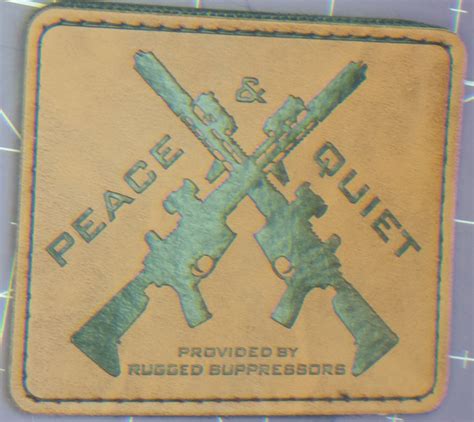 PEACE
&
QUIET
PROVIDED BY
RUGGED SUPPRESSORS